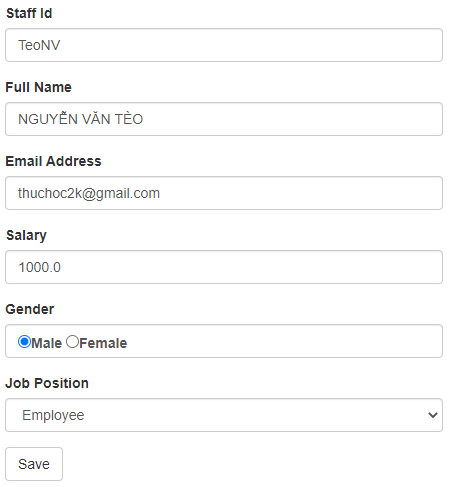 Staff Id
TeoNV
Full Name
NGUYỄN VĂN TÈO
Email Address
thuchoc2k@gmail.com
Salary
1000.0
Gender
Male Female
Job Position
Employee
Save